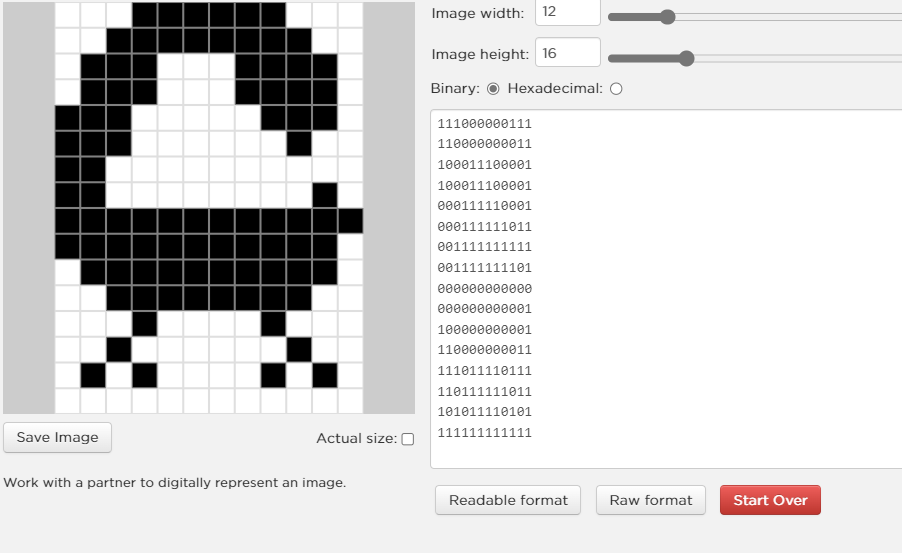 Image width: 12
Image height: 16
Binary: Hexadecimal:
111000000111
110000000011
100011100001
100011100001
000111110001
000111111011
001111111111
001111111101
000000000000
000000000001
100000000001
110000000011
111011110111
110111111011
101011110101
111111111111
Save Image
Actual size:
Work with a partner to digitally represent an image.
Readable format
Raw format
Start Over